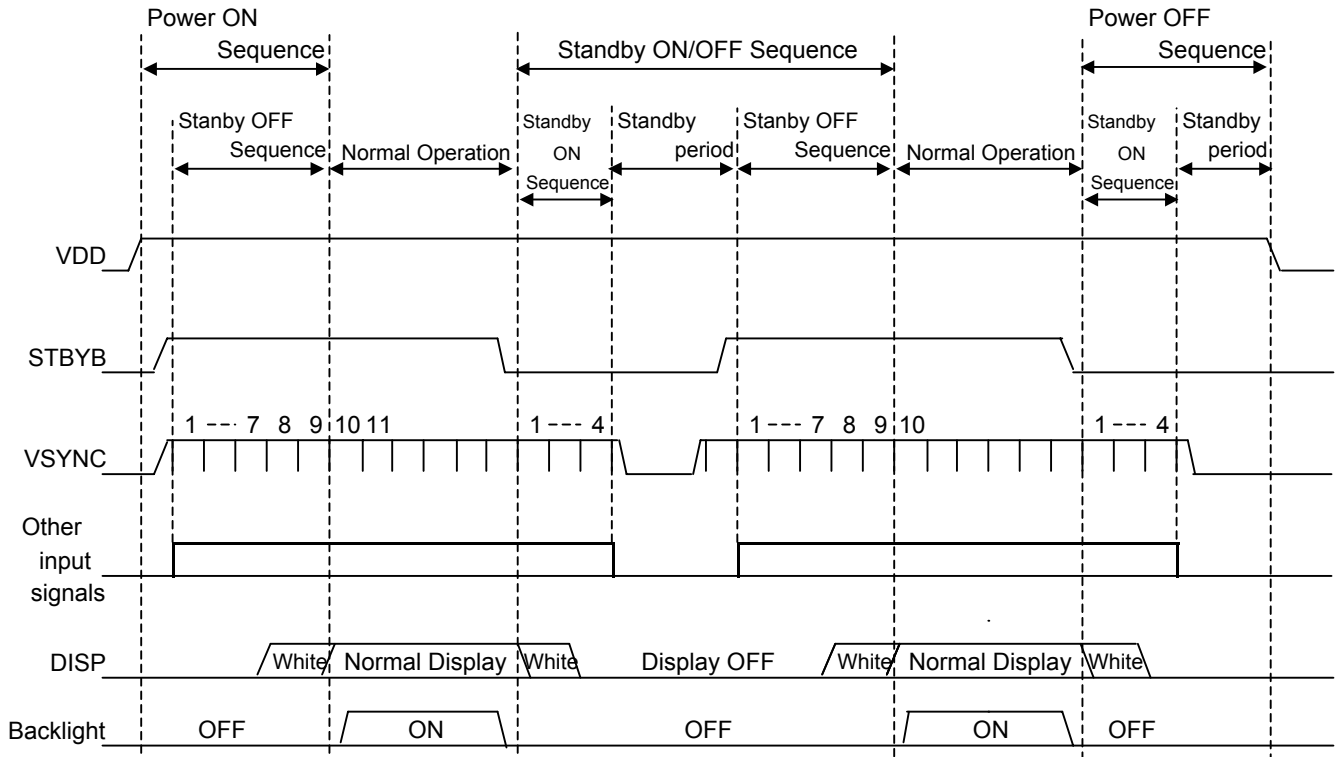 Power ON
Sequence
Standby ON/OFF Sequence
Power OFF
Sequence
Stanby OFF
Sequence
Normal Operation
Standby
ON
Sequence
Standby
period
Stanby OFF
Sequence
Normal Operation
Standby
ON
Sequence
Standby
period
VDD
STBYB
VSYNC
1 --- 7 8 9 10 11
1 --- 4
1 --- 7 8 9 10
1 --- 4
Other
input
signals
DISP
White
Normal Display
White
Display OFF
White
Normal Display
White
Backlight
OFF
ON
OFF
ON
OFF